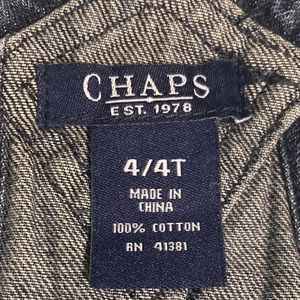 CHAPS
EST. 1978
4/4T
MADE IN
CHINA
100% COTTON
RN 41381